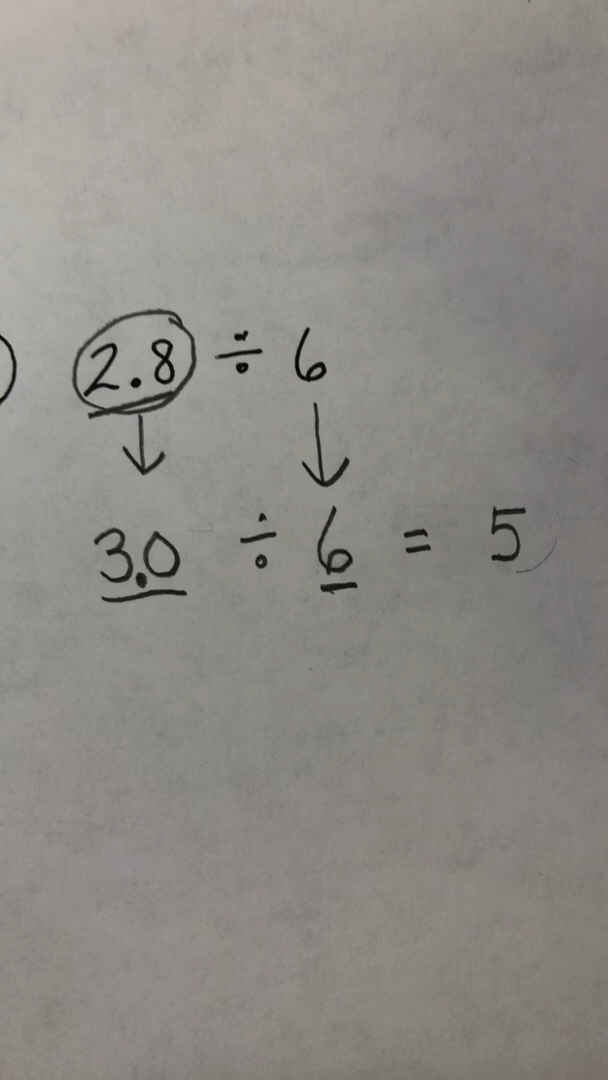 2.8 ÷ 6
↓ ↓
3.0 ÷ 6 = 5